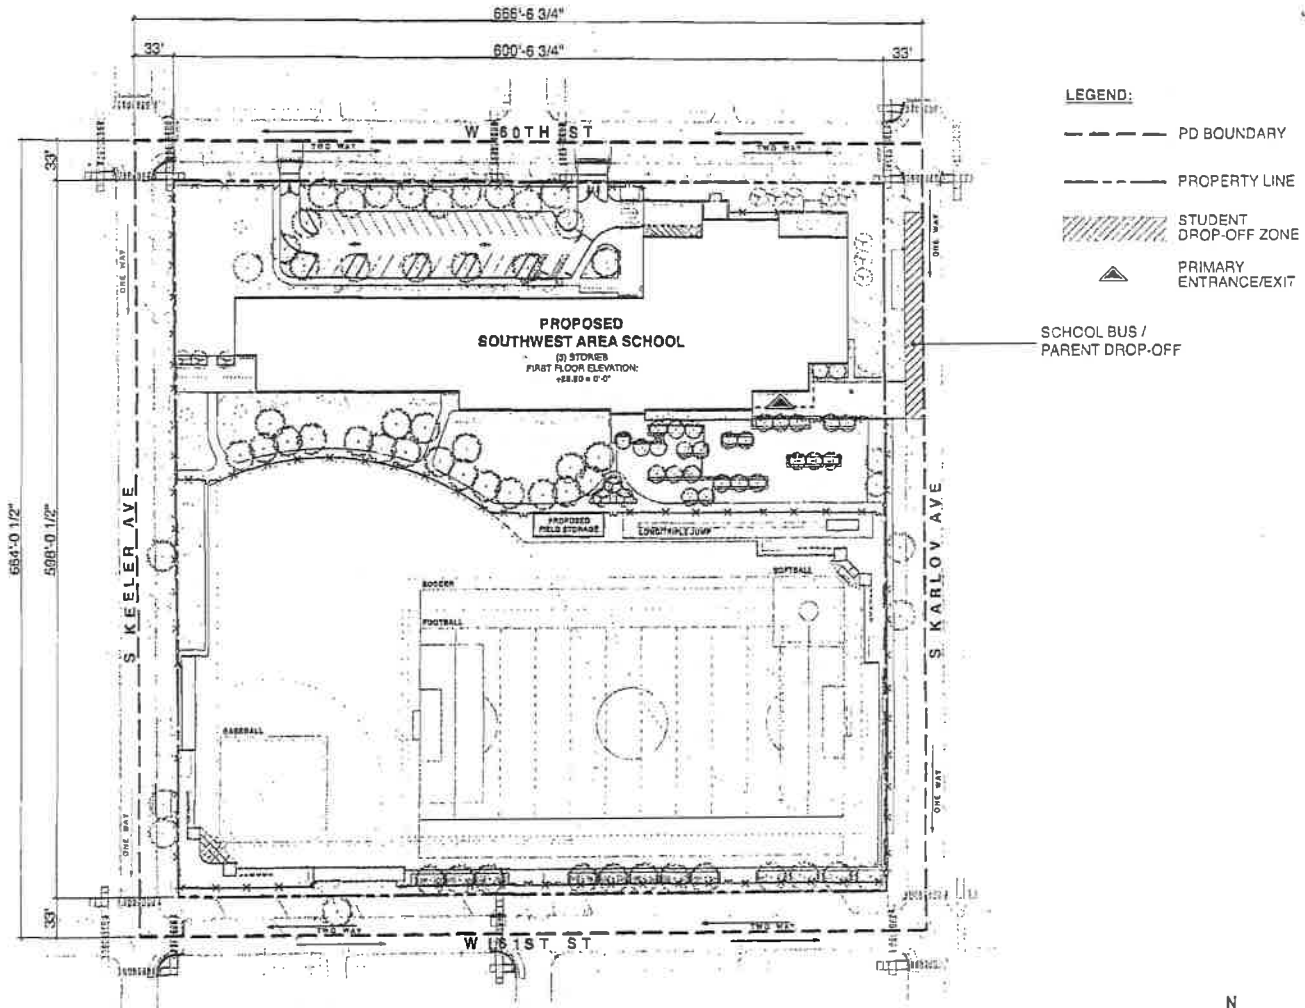 666'-6 3/4"
33'
600'-6 3/4"
33'
LEGEND:
PD BOUNDARY
PROPERTY LINE
STUDENT
DROP-OFF ZONE
PRIMARY
ENTRANCE/EXIT
SCHOOL BUS /
PARENT DROP-OFF
33'
W 60TH ST
TWO WAY
TWO WAY
ONE WAY
ONE WAY
PROPOSED
SOUTHWEST AREA SCHOOL
(3) STORIES
FIRST FLOOR ELEVATION:
664'-0 1/2"
598'-0 1/2"
S KEELER AVE
S KARLOV AVE
PROPOSED
FIELD STORAGE
LONG/TRIPLE JUMP
SOFTBALL
SOCCER
FOOTBALL
BASEBALL
ONE WAY
ONE WAY
33'
TWO WAY
TWO WAY
W 61ST ST
N